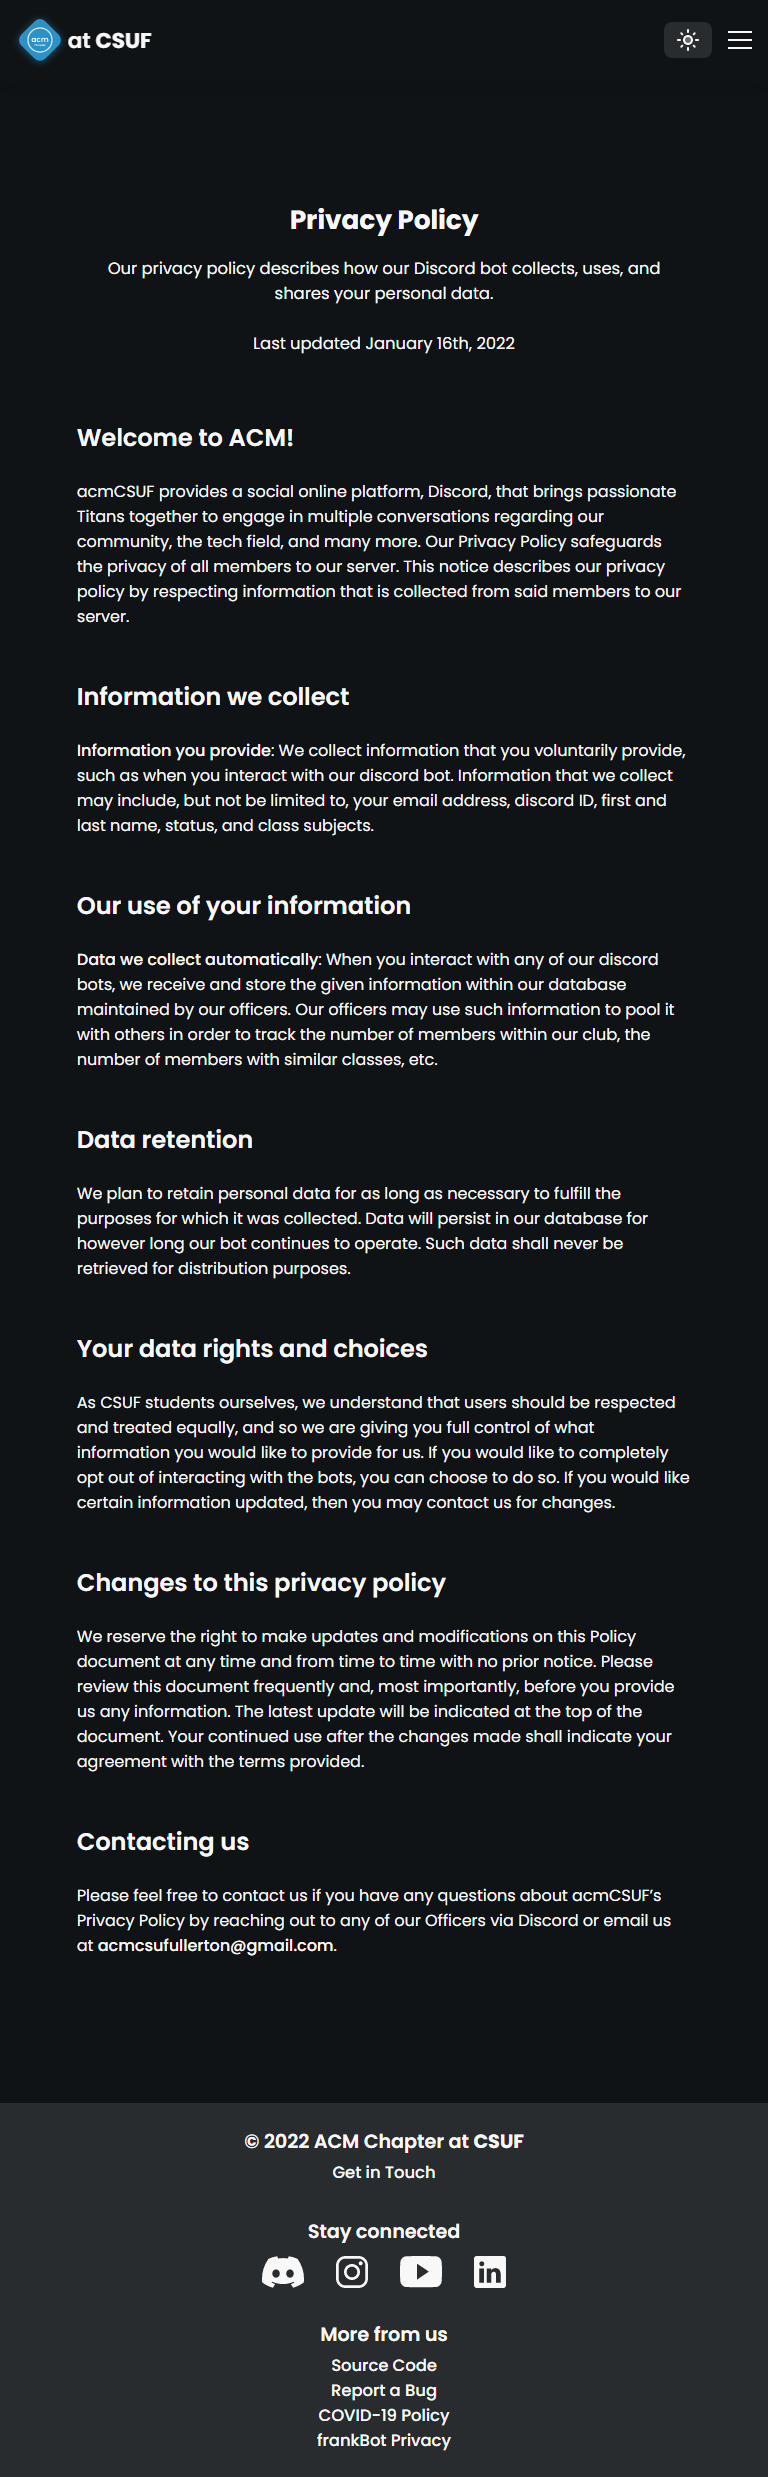 acm
at CSUF
Privacy Policy
Our privacy policy describes how our Discord bot collects, uses, and
shares your personal data.
Last updated January 16th, 2022
Welcome to ACM!
acmCSUF provides a social online platform, Discord, that brings passionate
Titans together to engage in multiple conversations regarding our
community, the tech field, and many more. Our Privacy Policy safeguards
the privacy of all members to our server. This notice describes our privacy
policy by respecting information that is collected from said members to our
server.
Information we collect
Information you provide: We collect information that you voluntarily provide,
such as when you interact with our discord bot. Information that we collect
may include, but not be limited to, your email address, discord ID, first and
last name, status, and class subjects.
Our use of your information
Data we collect automatically: When you interact with any of our discord
bots, we receive and store the given information within our database
maintained by our officers. Our officers may use such information to pool it
with others in order to track the number of members within our club, the
number of members with similar classes, etc.
Data retention
We plan to retain personal data for as long as necessary to fulfill the
purposes for which it was collected. Data will persist in our database for
however long our bot continues to operate. Such data shall never be
retrieved for distribution purposes.
Your data rights and choices
As CSUF students ourselves, we understand that users should be respected
and treated equally, and so we are giving you full control of what
information you would like to provide for us. If you would like to completely
opt out of interacting with the bots, you can choose to do so. If you would like
certain information updated, then you may contact us for changes.
Changes to this privacy policy
We reserve the right to make updates and modifications on this Policy
document at any time and from time to time with no prior notice. Please
review this document frequently and, most importantly, before you provide
us any information. The latest update will be indicated at the top of the
document. Your continued use after the changes made shall indicate your
agreement with the terms provided.
Contacting us
Please feel free to contact us if you have any questions about acmCSUF’s
Privacy Policy by reaching out to any of our Officers via Discord or email us
at acmcsufullerton@gmail.com.
© 2022 ACM Chapter at CSUF
Get in Touch
Stay connected
in
More from us
Source Code
Report a Bug
COVID-19 Policy
frankBot Privacy